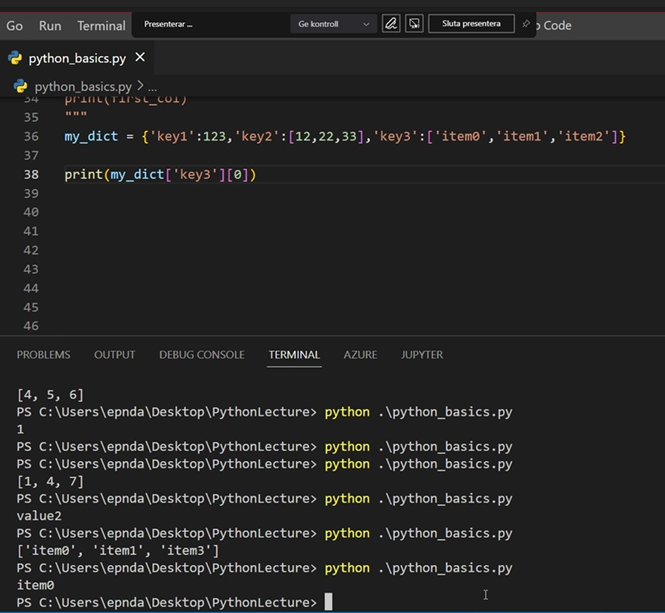 Go Run Terminal Presenterar ... Ge kontroll Sluta presentera Code
python_basics.py
python_basics.py > ...
34 print(first_col)
35 """
36 my_dict = {'key1':123,'key2':[12,22,33],'key3':['item0','item1','item2']}
37
38 print(my_dict['key3'][0])
39
40
41
42
43
44
45
46
PROBLEMS OUTPUT DEBUG CONSOLE TERMINAL AZURE JUPYTER
[4, 5, 6]
PS C:\Users\epnda\Desktop\PythonLecture> python .\python_basics.py
1
PS C:\Users\epnda\Desktop\PythonLecture> python .\python_basics.py
PS C:\Users\epnda\Desktop\PythonLecture> python .\python_basics.py
[1, 4, 7]
PS C:\Users\epnda\Desktop\PythonLecture> python .\python_basics.py
value2
PS C:\Users\epnda\Desktop\PythonLecture> python .\python_basics.py
['item0', 'item1', 'item3']
PS C:\Users\epnda\Desktop\PythonLecture> python .\python_basics.py
item0
PS C:\Users\epnda\Desktop\PythonLecture>